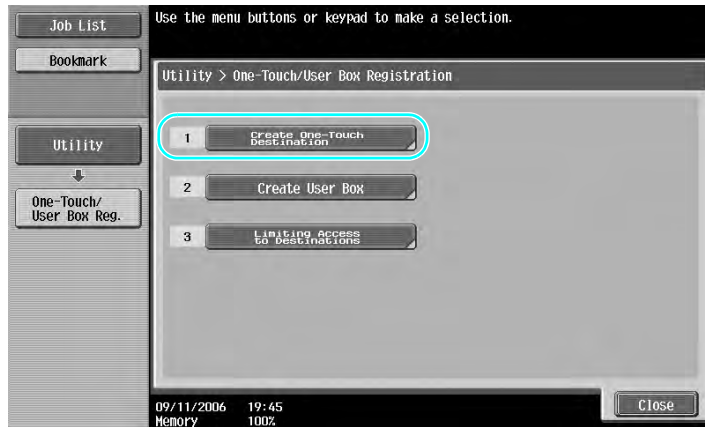 Job List
Bookmark
Use the menu buttons or keypad to make a selection.
Utility > One-Touch/User Box Registration
Utility
One-Touch/
User Box Reg.
1 Create One-Touch
Destination
2 Create User Box
3 Limiting Access
to Destinations
09/11/2006 19:45
Memory 100%
Close